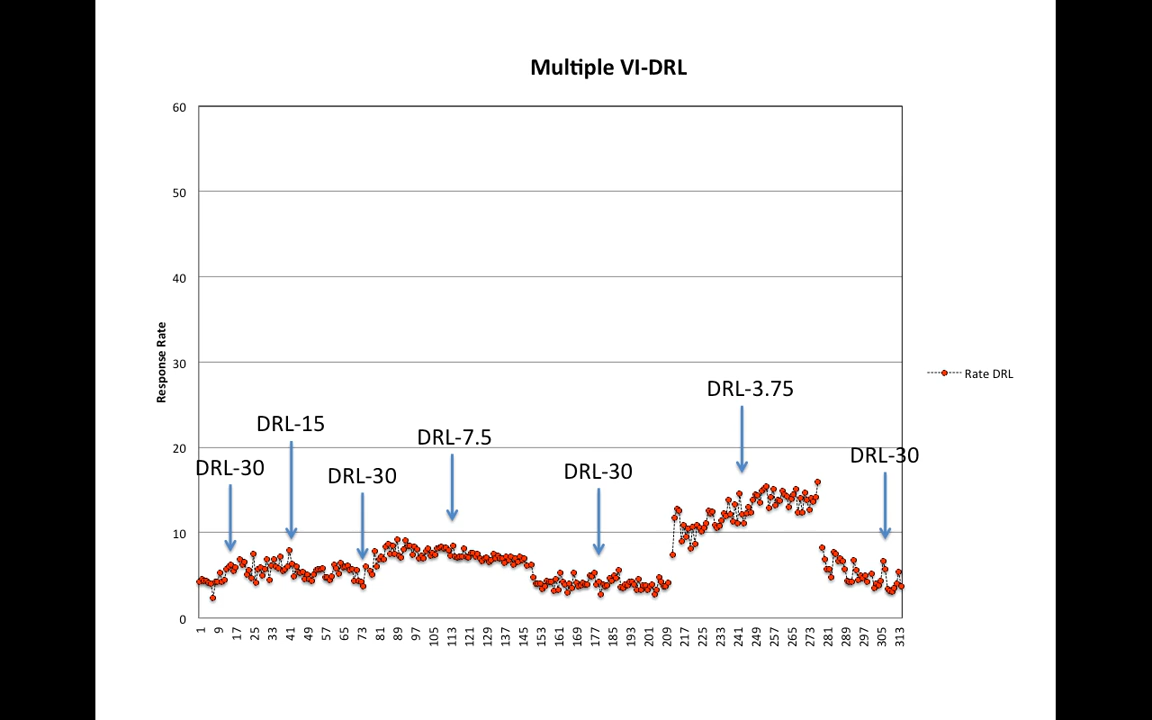 Multiple VI-DRL
60
50
40
30
20
10
0
Response Rate
DRL-30
DRL-15
DRL-30
DRL-7.5
DRL-30
DRL-3.75
DRL-30
Rate DRL
1 9 17 25 33 41 49 57 65 73 81 89 97 105 113 121 129 137 145 153 161 169 177 185 193 201 209 217 225 233 241 249 257 265 273 281 289 297 305 313